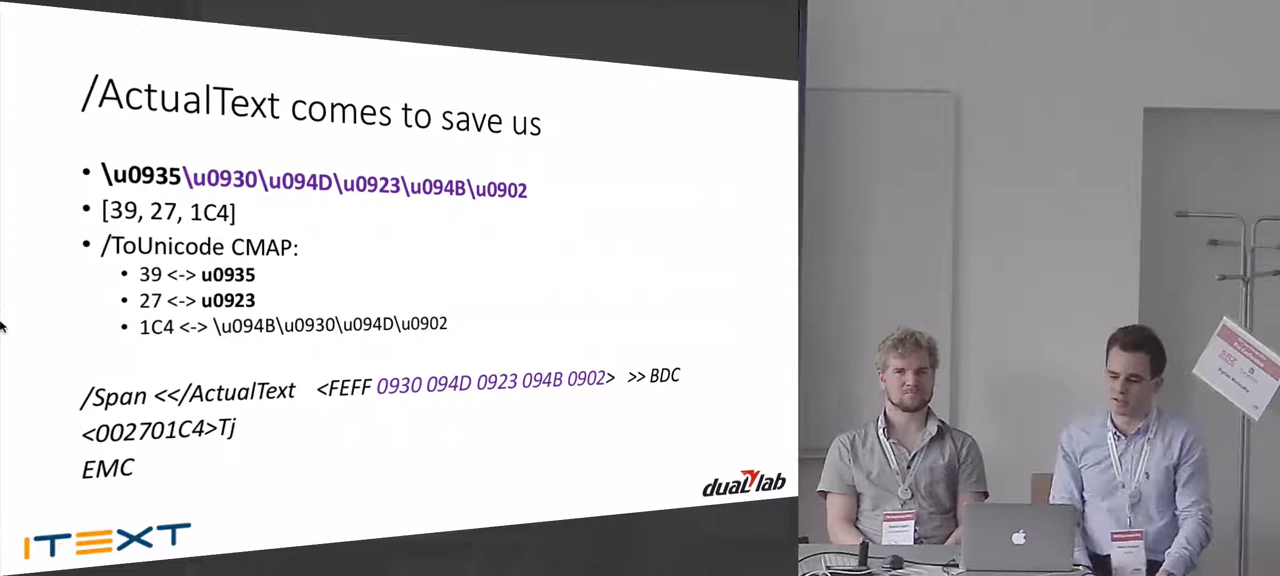 /ActualText comes to save us
• \u0935\u0930\u094D\u0923\u094B\u0902
• [39, 27, 1C4]
• /ToUnicode CMAP:
• 39 <-> u0935
• 27 <-> u0923
• 1C4 <-> \u094B\u0930\u094D\u0902
/Span <</ActualText <FEFF 0930 094D 0923 094B 0902> >> BDC
<002701C4>Tj
EMC
dual lab
ITEXT